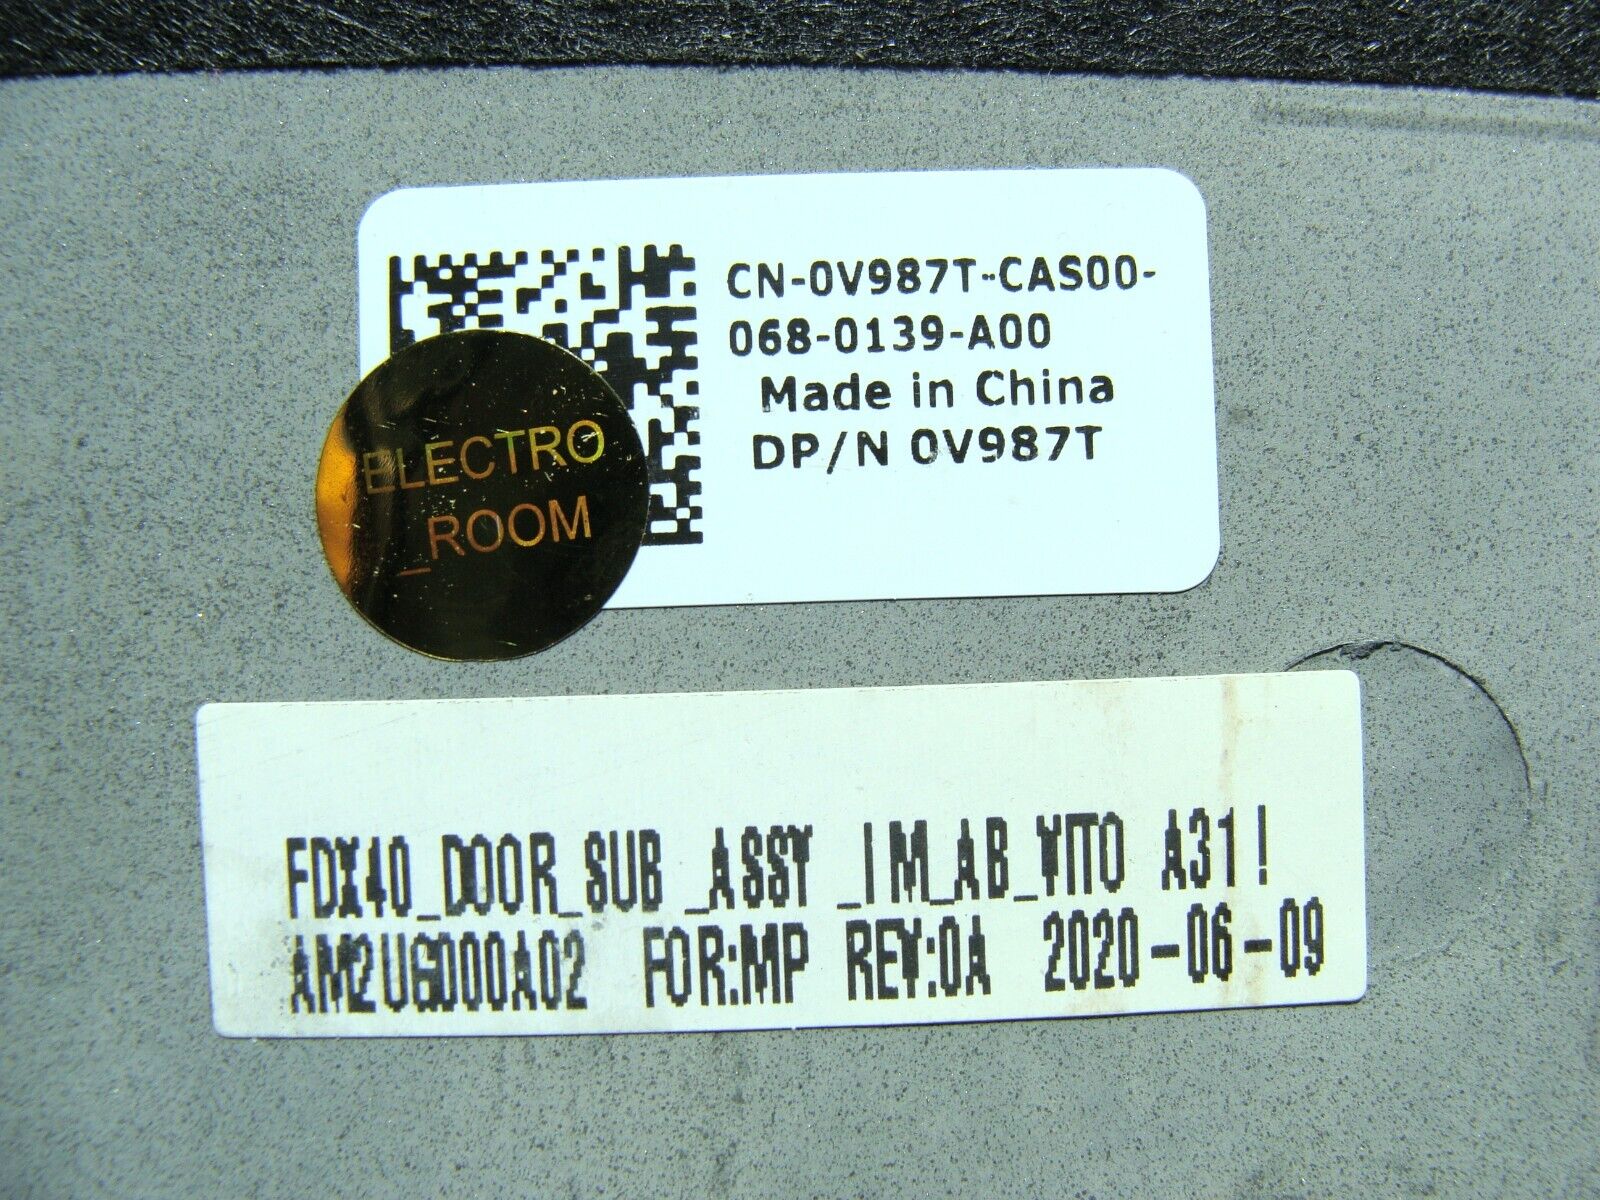 CN-0V987T-CAS00-
068-0139-A00
Made in China
DP/N 0V987T
ELECTRO
_ROOM
FDX40_DOOR_SUB_ASSY_IM_AB_VITO A31!
AM2UG000A02 FOR:MP REV:0A 2020-06-09